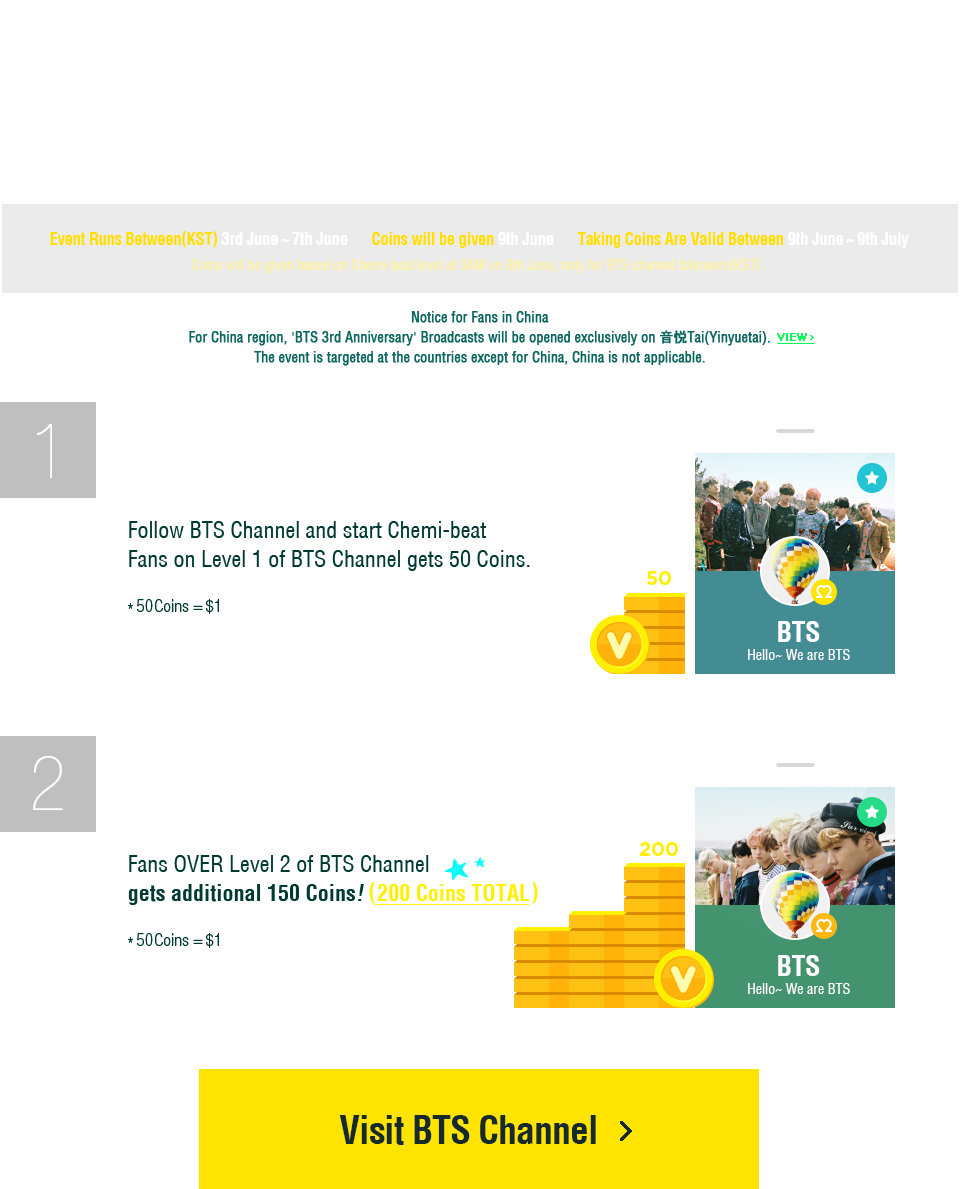 Event Runs Between(KST) 3rd June ~ 7th June Coins will be given 9th June Taking Coins Are Valid Between 9th June ~ 9th July
Notice for Fans in China
For China region, 'BTS 3rd Anniversary' Broadcasts will be opened exclusively on 音悦Tai(Yinyuetai). VIEW >
The event is targeted at the countries except for China, China is not applicable.
1
Follow BTS Channel and start Chemi-beat
Fans on Level 1 of BTS Channel gets 50 Coins.
* 50Coins = $1
50
V
BTS
Hello~ We are BTS
2
Fans OVER Level 2 of BTS Channel
gets additional 150 Coins! (200 Coins TOTAL)
* 50Coins = $1
200
V
BTS
Hello~ We are BTS
Visit BTS Channel >